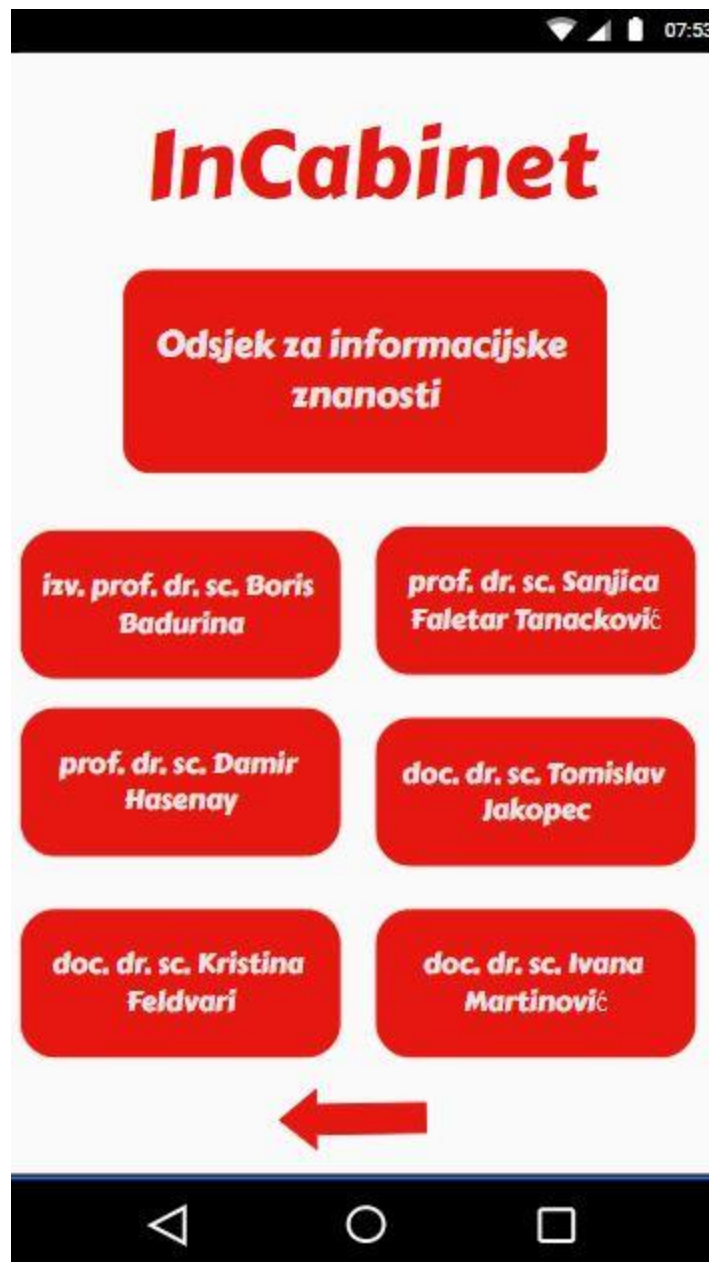 07:53
InCabinet
Odsjek za informacijske
znanosti
izv. prof. dr. sc. Boris
Badurina
prof. dr. sc. Sanjica
Faletar Tanacković
prof. dr. sc. Damir
Hasenay
doc. dr. sc. Tomislav
Jakopec
doc. dr. sc. Kristina
Feldvari
doc. dr. sc. Ivana
Martinović